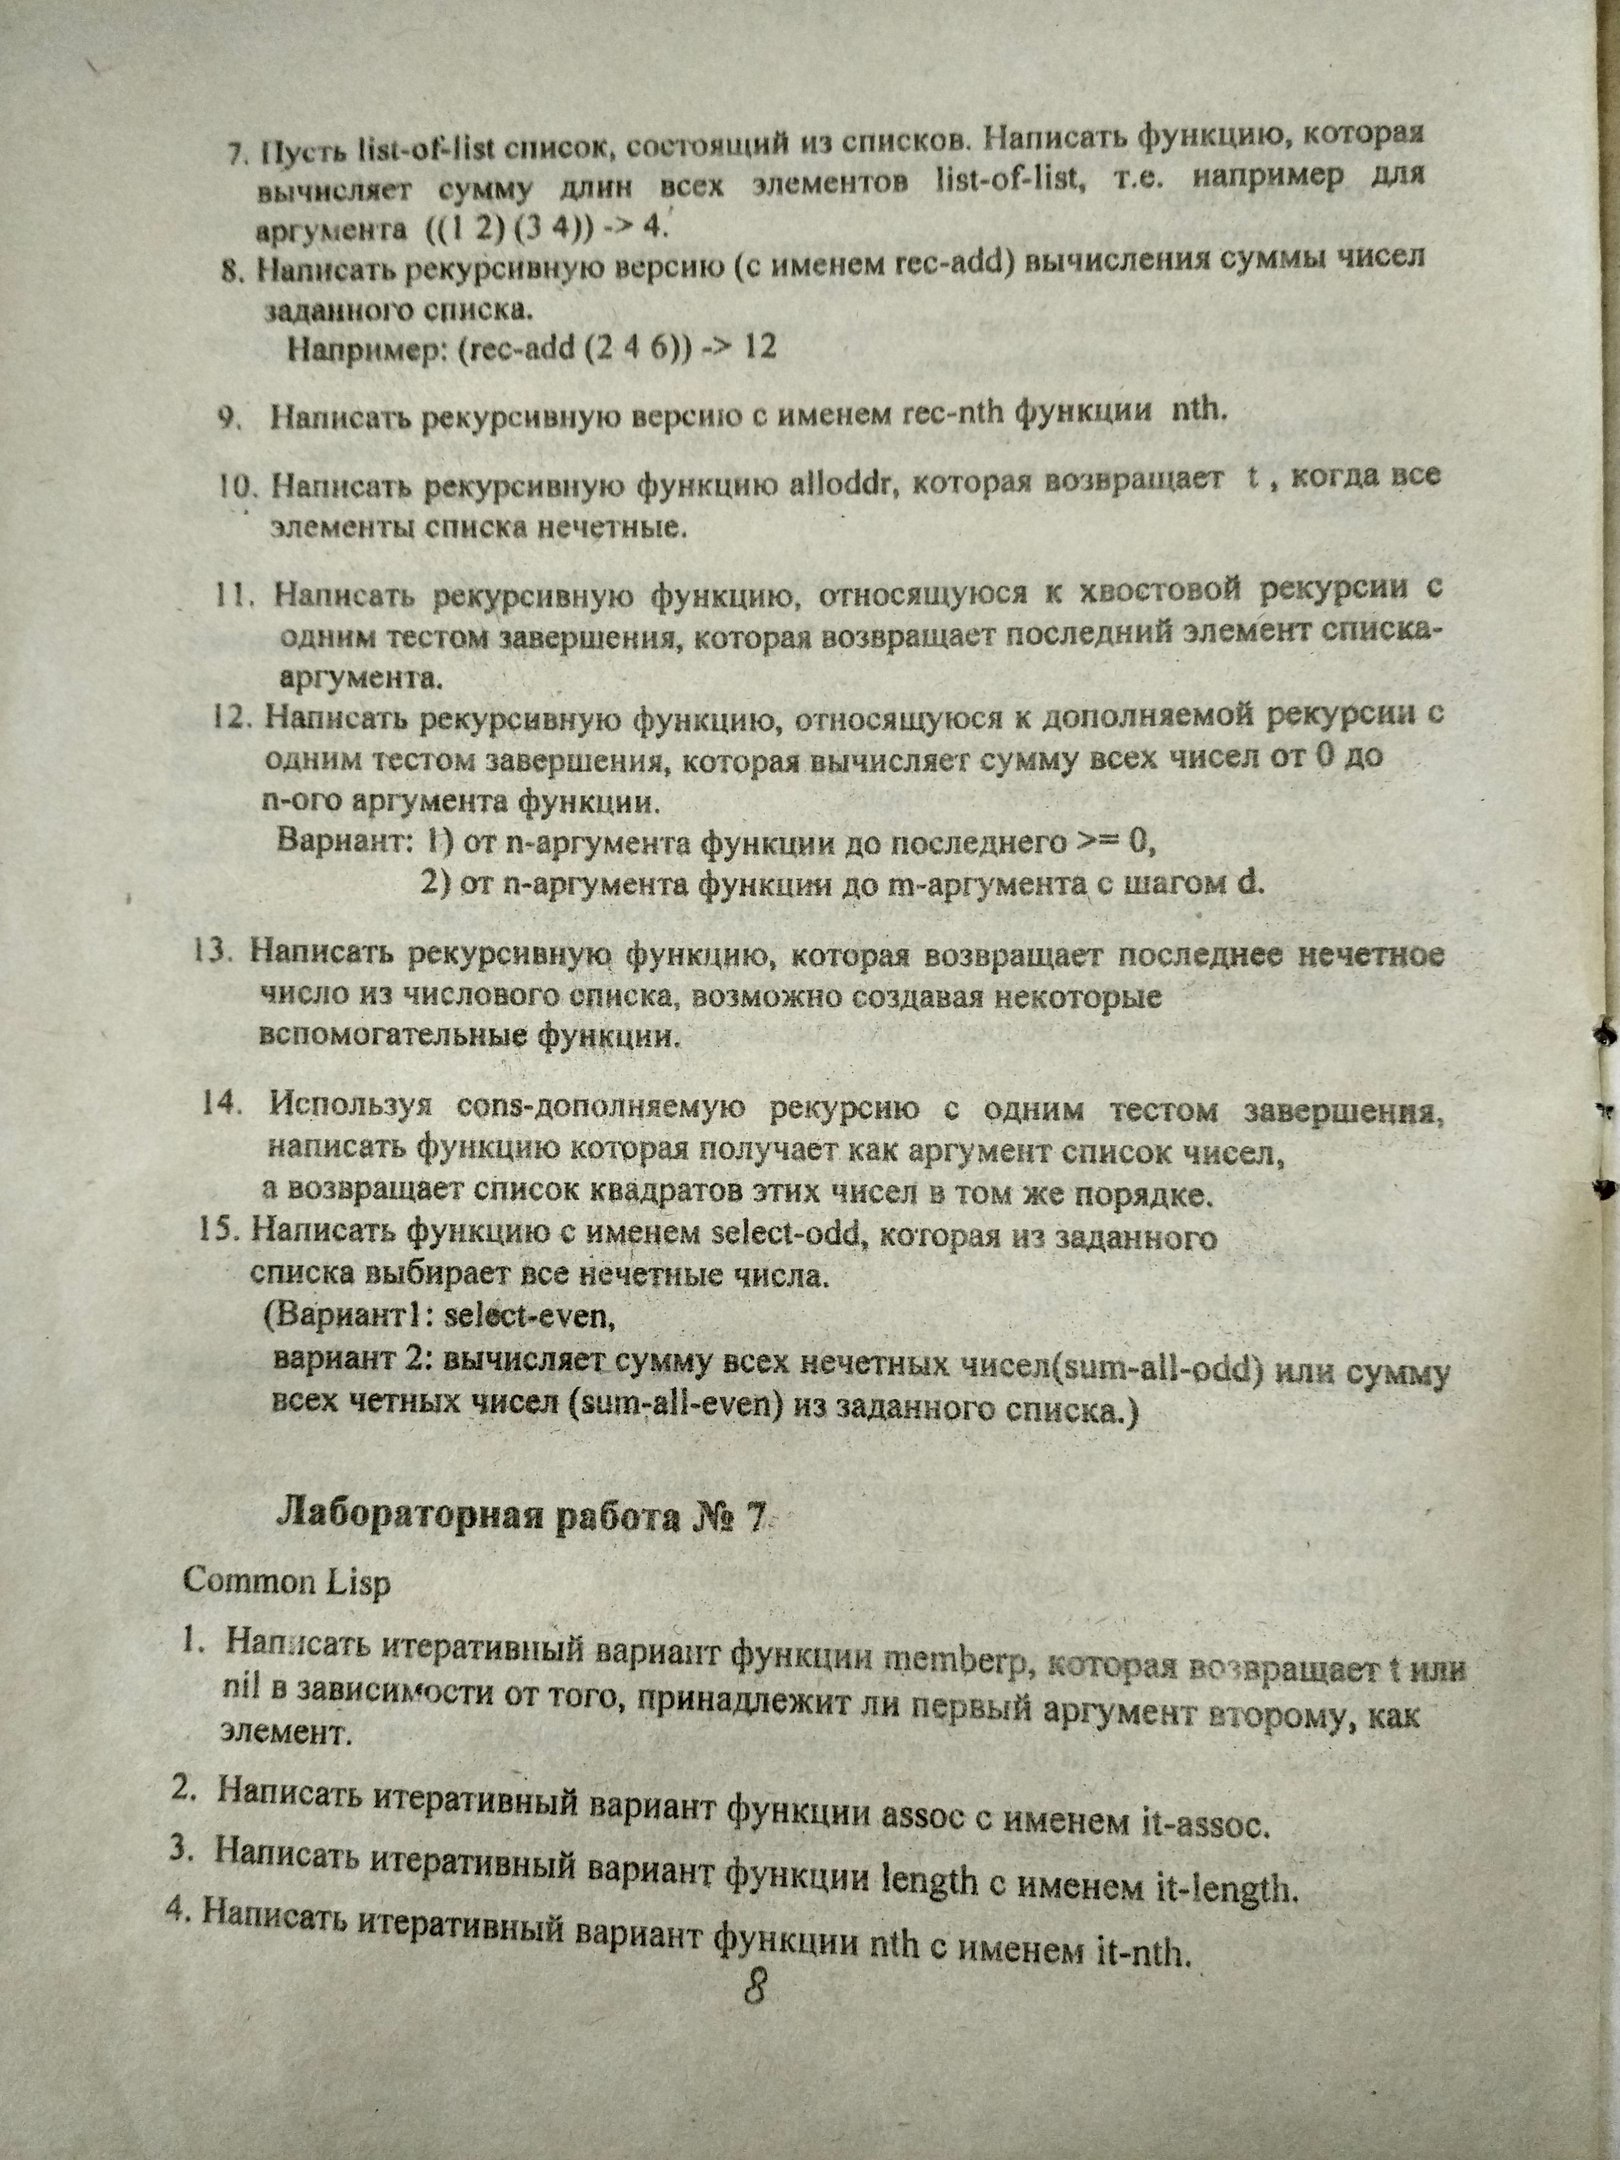 7. Пусть list-of-list список, состоящий из списков. Написать функцию, которая
вычисляет сумму длин всех элементов list-of-list, т.е. например для
аргумента ((1 2) (3 4)) -> 4.
8. Написать рекурсивную версию (с именем rec-add) вычисления суммы чисел
заданного списка.
Например: (rec-add (2 4 6)) -> 12
9. Написать рекурсивную версию с именем rec-nth функции nth.
10. Написать рекурсивную функцию alloddr, которая возвращает t , когда все
элементы списка нечетные.
11. Написать рекурсивную функцию, относящуюся к хвостовой рекурсии с
одним тестом завершения, которая возвращает последний элемент списка-
аргумента.
12. Написать рекурсивную функцию, относящуюся к дополняемой рекурсии с
одним тестом завершения, которая вычисляет сумму всех чисел от 0 до
n-ого аргумента функции.
Вариант: 1) от n-аргумента функции до последнего >= 0,
2) от n-аргумента функции до m-аргумента с шагом d.
13. Написать рекурсивную функцию, которая возвращает последнее нечетное
число из числового списка, возможно создавая некоторые
вспомогательные функции.
14. Используя cons-дополняемую рекурсию с одним тестом завершения,
написать функцию которая получает как аргумент список чисел,
а возвращает список квадратов этих чисел в том же порядке.
15. Написать функцию с именем select-odd, которая из заданного
списка выбирает все нечетные числа.
(Вариант1: select-even,
вариант 2: вычисляет сумму всех нечетных чисел(sum-all-odd) или сумму
всех четных чисел (sum-all-even) из заданного списка.)
Лабораторная работа № 7
Common Lisp
1. Написать итеративный вариант функции memberp, которая возвращает t или
nil в зависимости от того, принадлежит ли первый аргумент второму, как
элемент.
2. Написать итеративный вариант функции assoc с именем it-assoc.
3. Написать итеративный вариант функции length с именем it-length.
4. Написать итеративный вариант функции nth с именем it-nth.
8